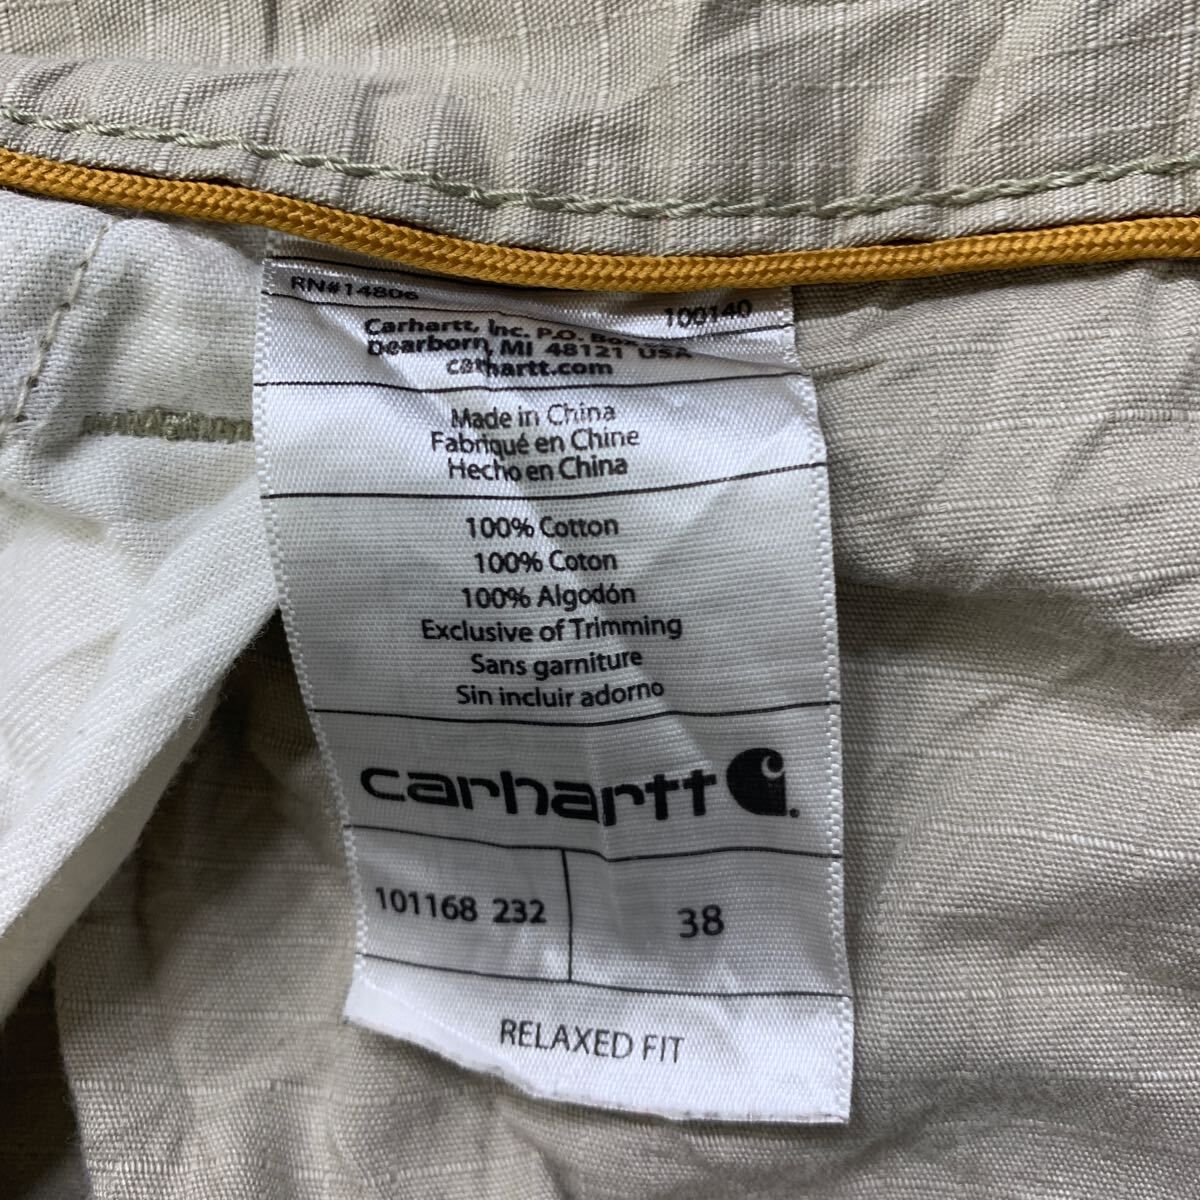 RN#14806
100140
Carhartt, Inc. P.O. Box
Dearborn, MI 48121 USA
carhartt.com
Made in China
Fabriqué en Chine
Hecho en China
100% Cotton
100% Coton
100% Algodón
Exclusive of Trimming
Sans garniture
Sin incluir adorno
carhartt
101168 232
38
RELAXED FIT